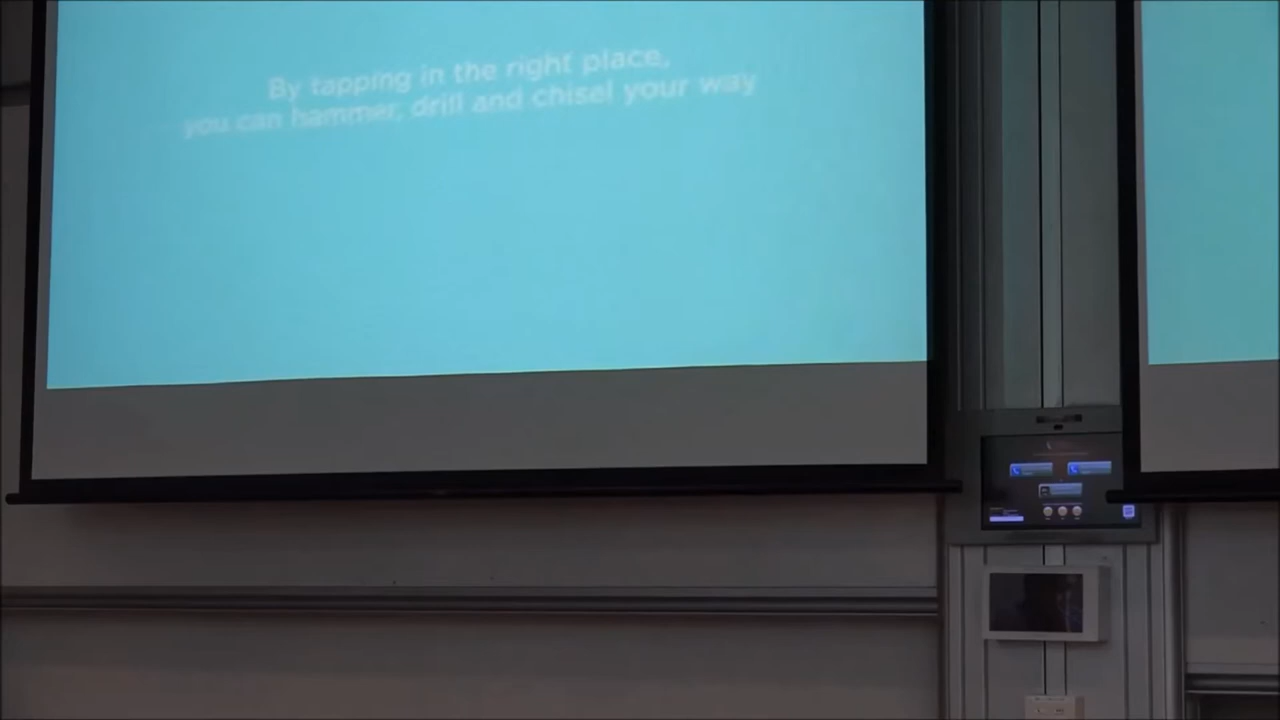 By tapping in the right place,
you can hammer, drill and chisel your way